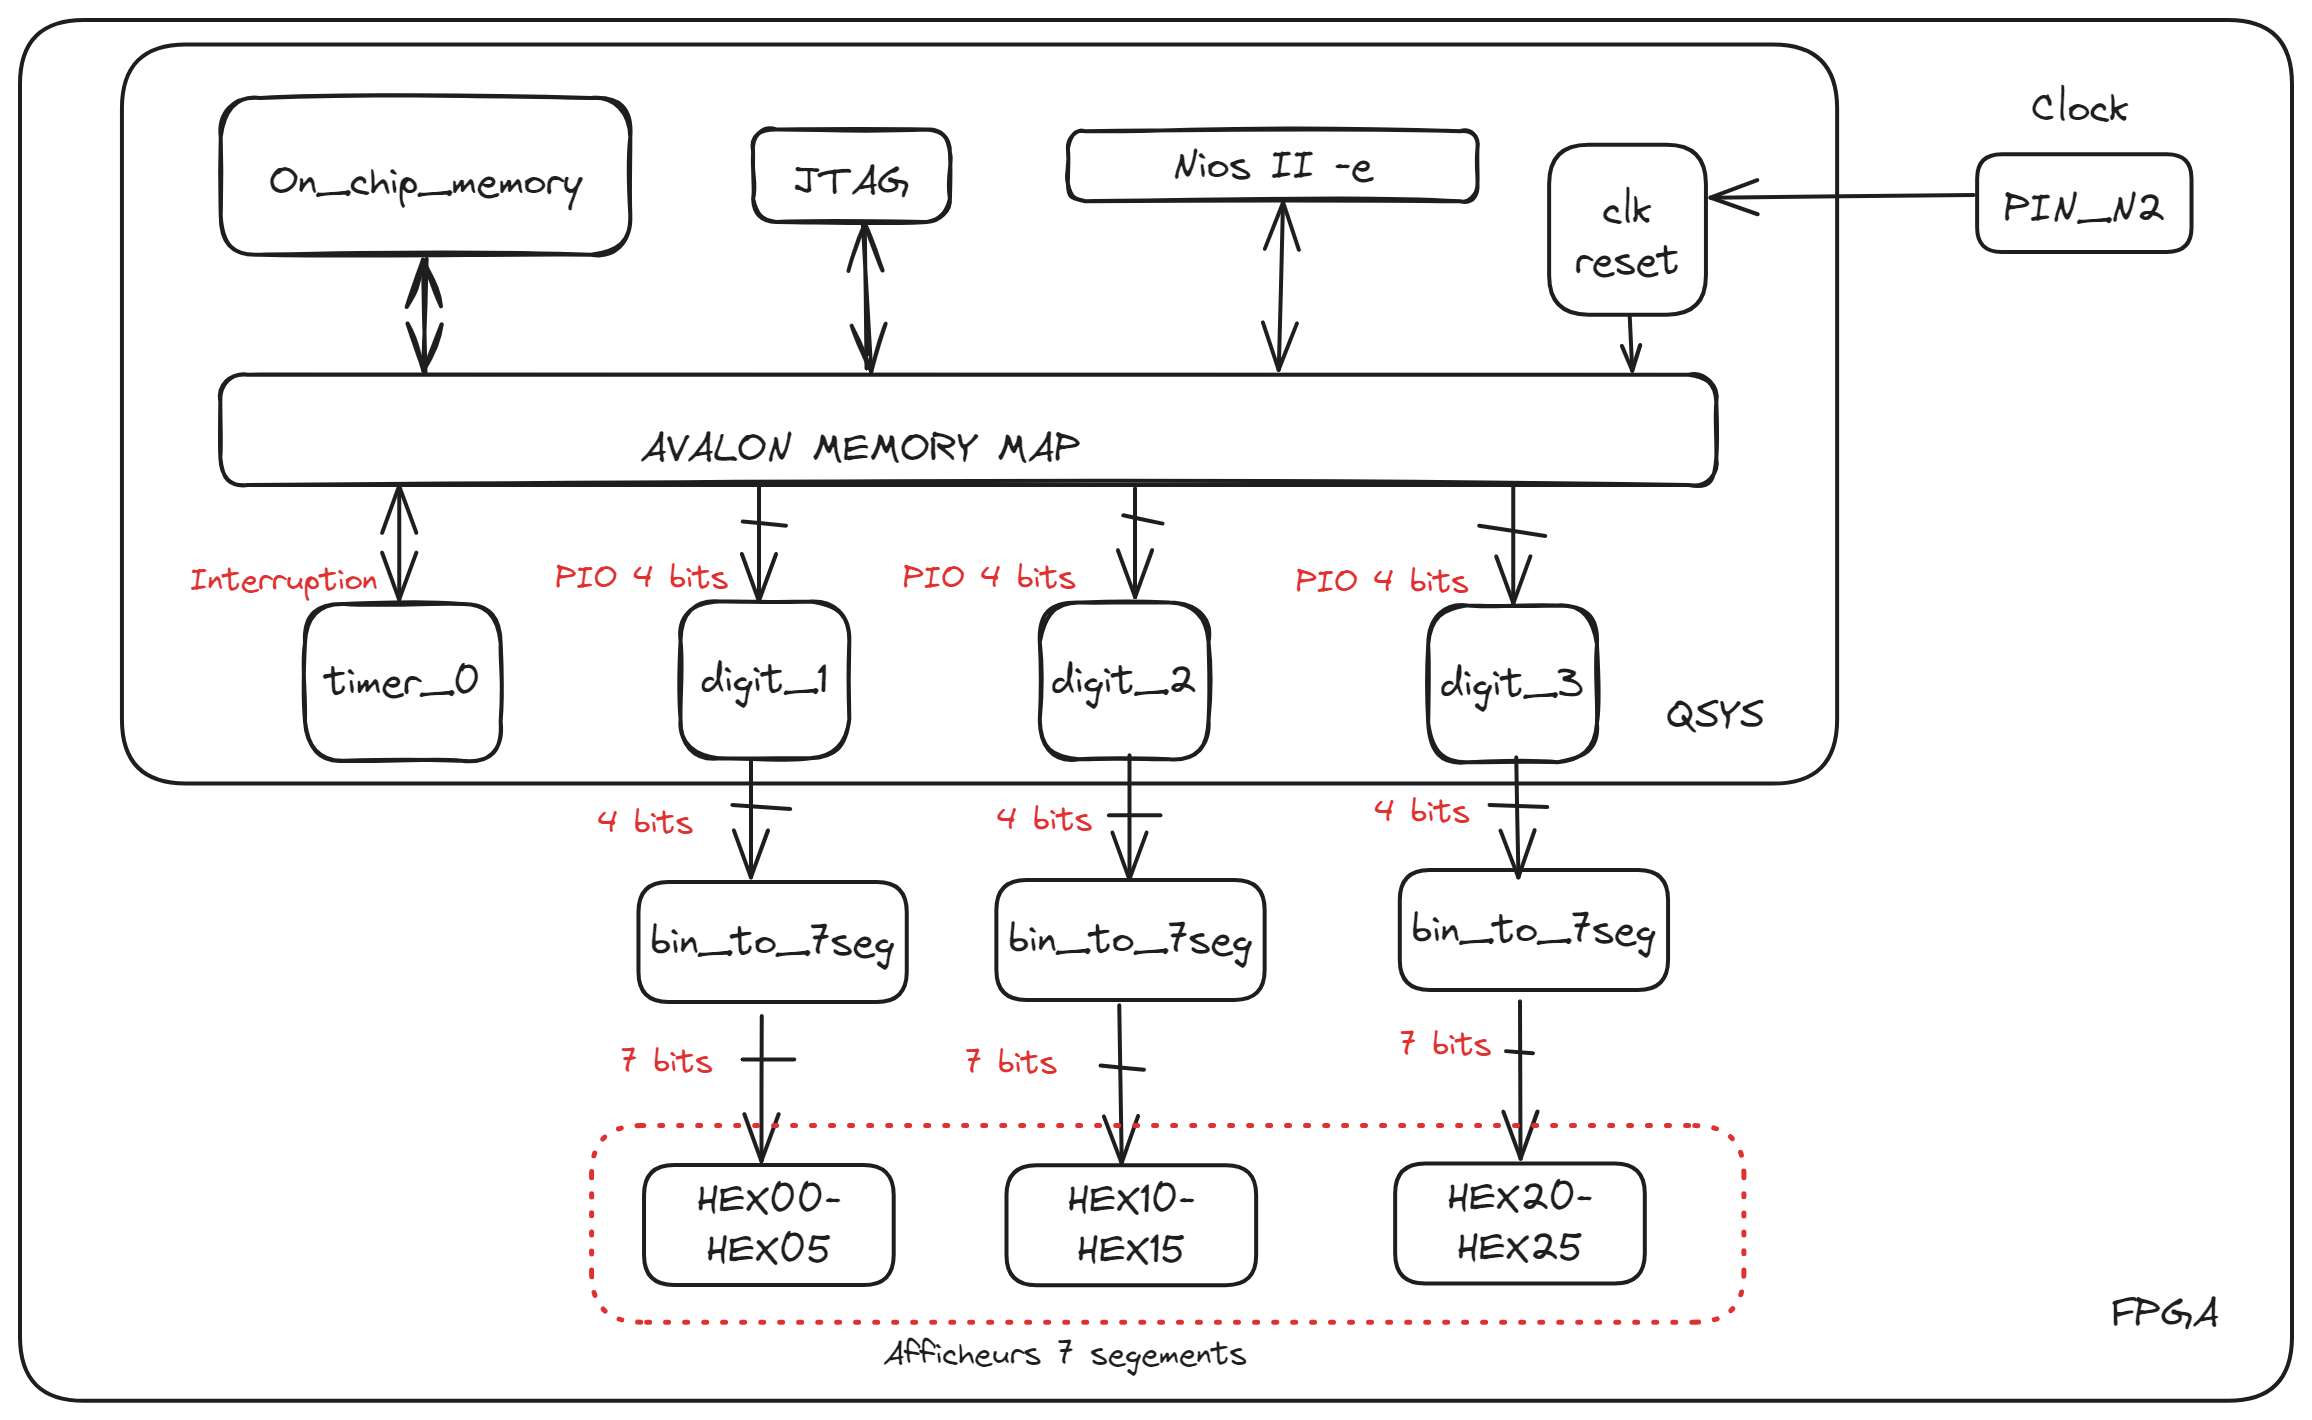 Clock
On_chip_memory
JTAG
Nios II -e
clk
reset
PIN_N2
AVALON MEMORY MAP
Interruption
PIO 4 bits
PIO 4 bits
PIO 4 bits
timer_0
digit_1
digit_2
digit_3
QSYS
4 bits
4 bits
4 bits
bin_to_7seg
bin_to_7seg
bin_to_7seg
7 bits
7 bits
7 bits
HEX00-
HEX05
HEX10-
HEX15
HEX20-
HEX25
Afficheurs 7 segements
FPGA